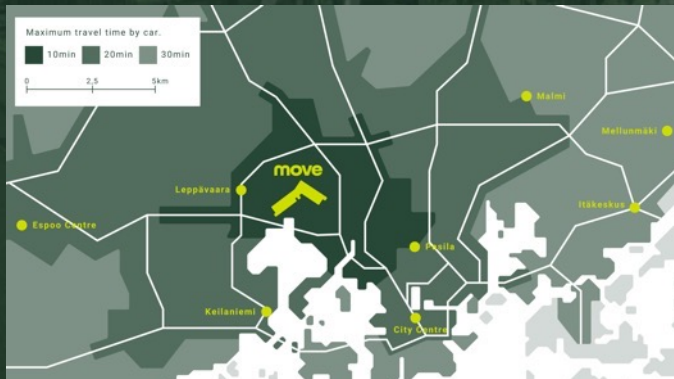 Maximum travel time by car.
10min 20min 30min
0 2,5 5km
Malmi
Mellunmäki
move
Leppävaara
Itäkeskus
Espoo Centre
Pasila
Keilaniemi
City Centre